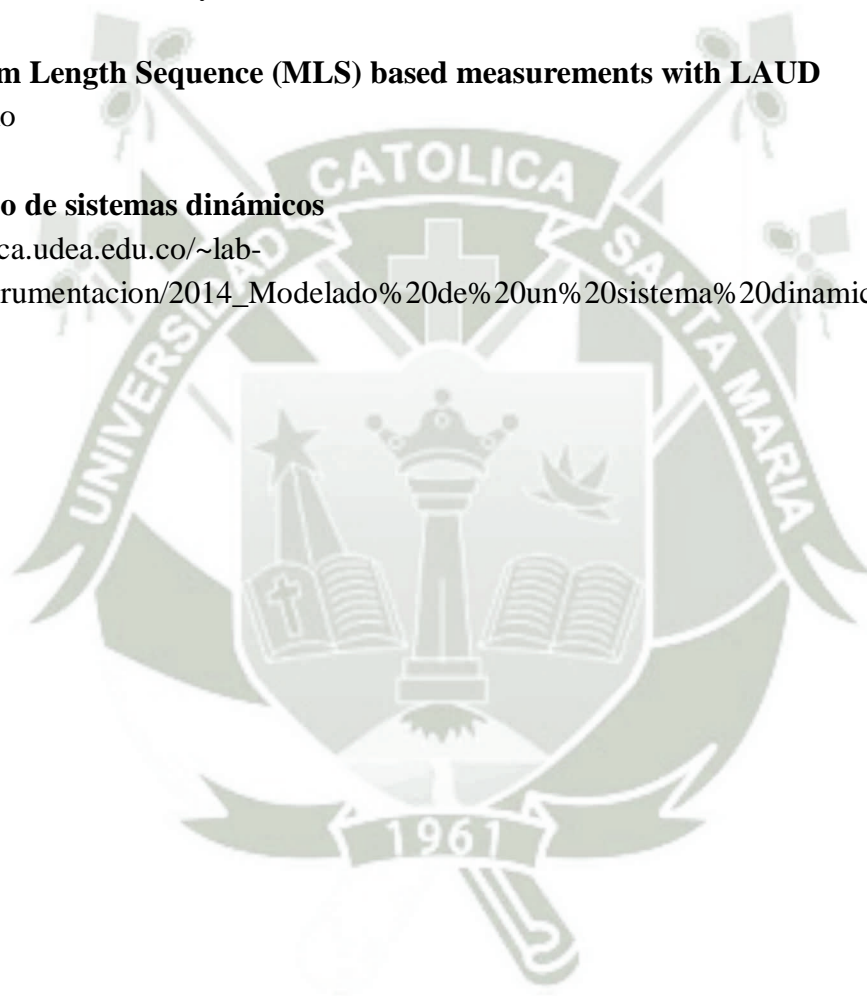 m Length Sequence (MLS) based measurements with LAUD
o
o de sistemas dinámicos
ca.udea.edu.co/~lab-
rumentacion/2014_Modelado%20de%20un%20sistema%20dinamic
UNIVERSIDAD CATOLICA SANTA MARIA
1961